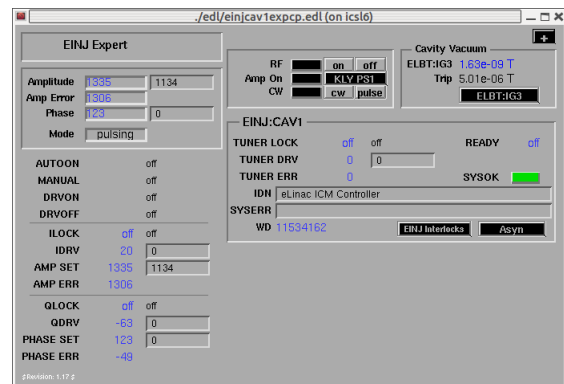 ./edl/einjcav1expcp.edl (on icsl6)
EINJ Expert
Amplitude 1335 1134
Amp Error 1306
Phase 123 0
Mode pulsing
RF on off
Amp On KLY PS1
CW cw pulse
Cavity Vacuum
ELBT:IG3 1.63e-09 T
Trip 5.01e-06 T
ELBT:IG3
+
EINJ:CAV1
TUNER LOCK off off READY off
TUNER DRV 0 0
TUNER ERR 0 SYSOK
IDN eLinac ICM Controller
SYSERR
WD 11534162 EINJ Interlocks Asyn
AUTOON off
MANUAL off
DRVON off
DRVOFF off
ILOCK off off
IDRV 20 0
AMP SET 1335 1134
AMP ERR 1306
QLOCK off off
QDRV -63 0
PHASE SET 123 0
PHASE ERR -49
$Revision: 1.17 $